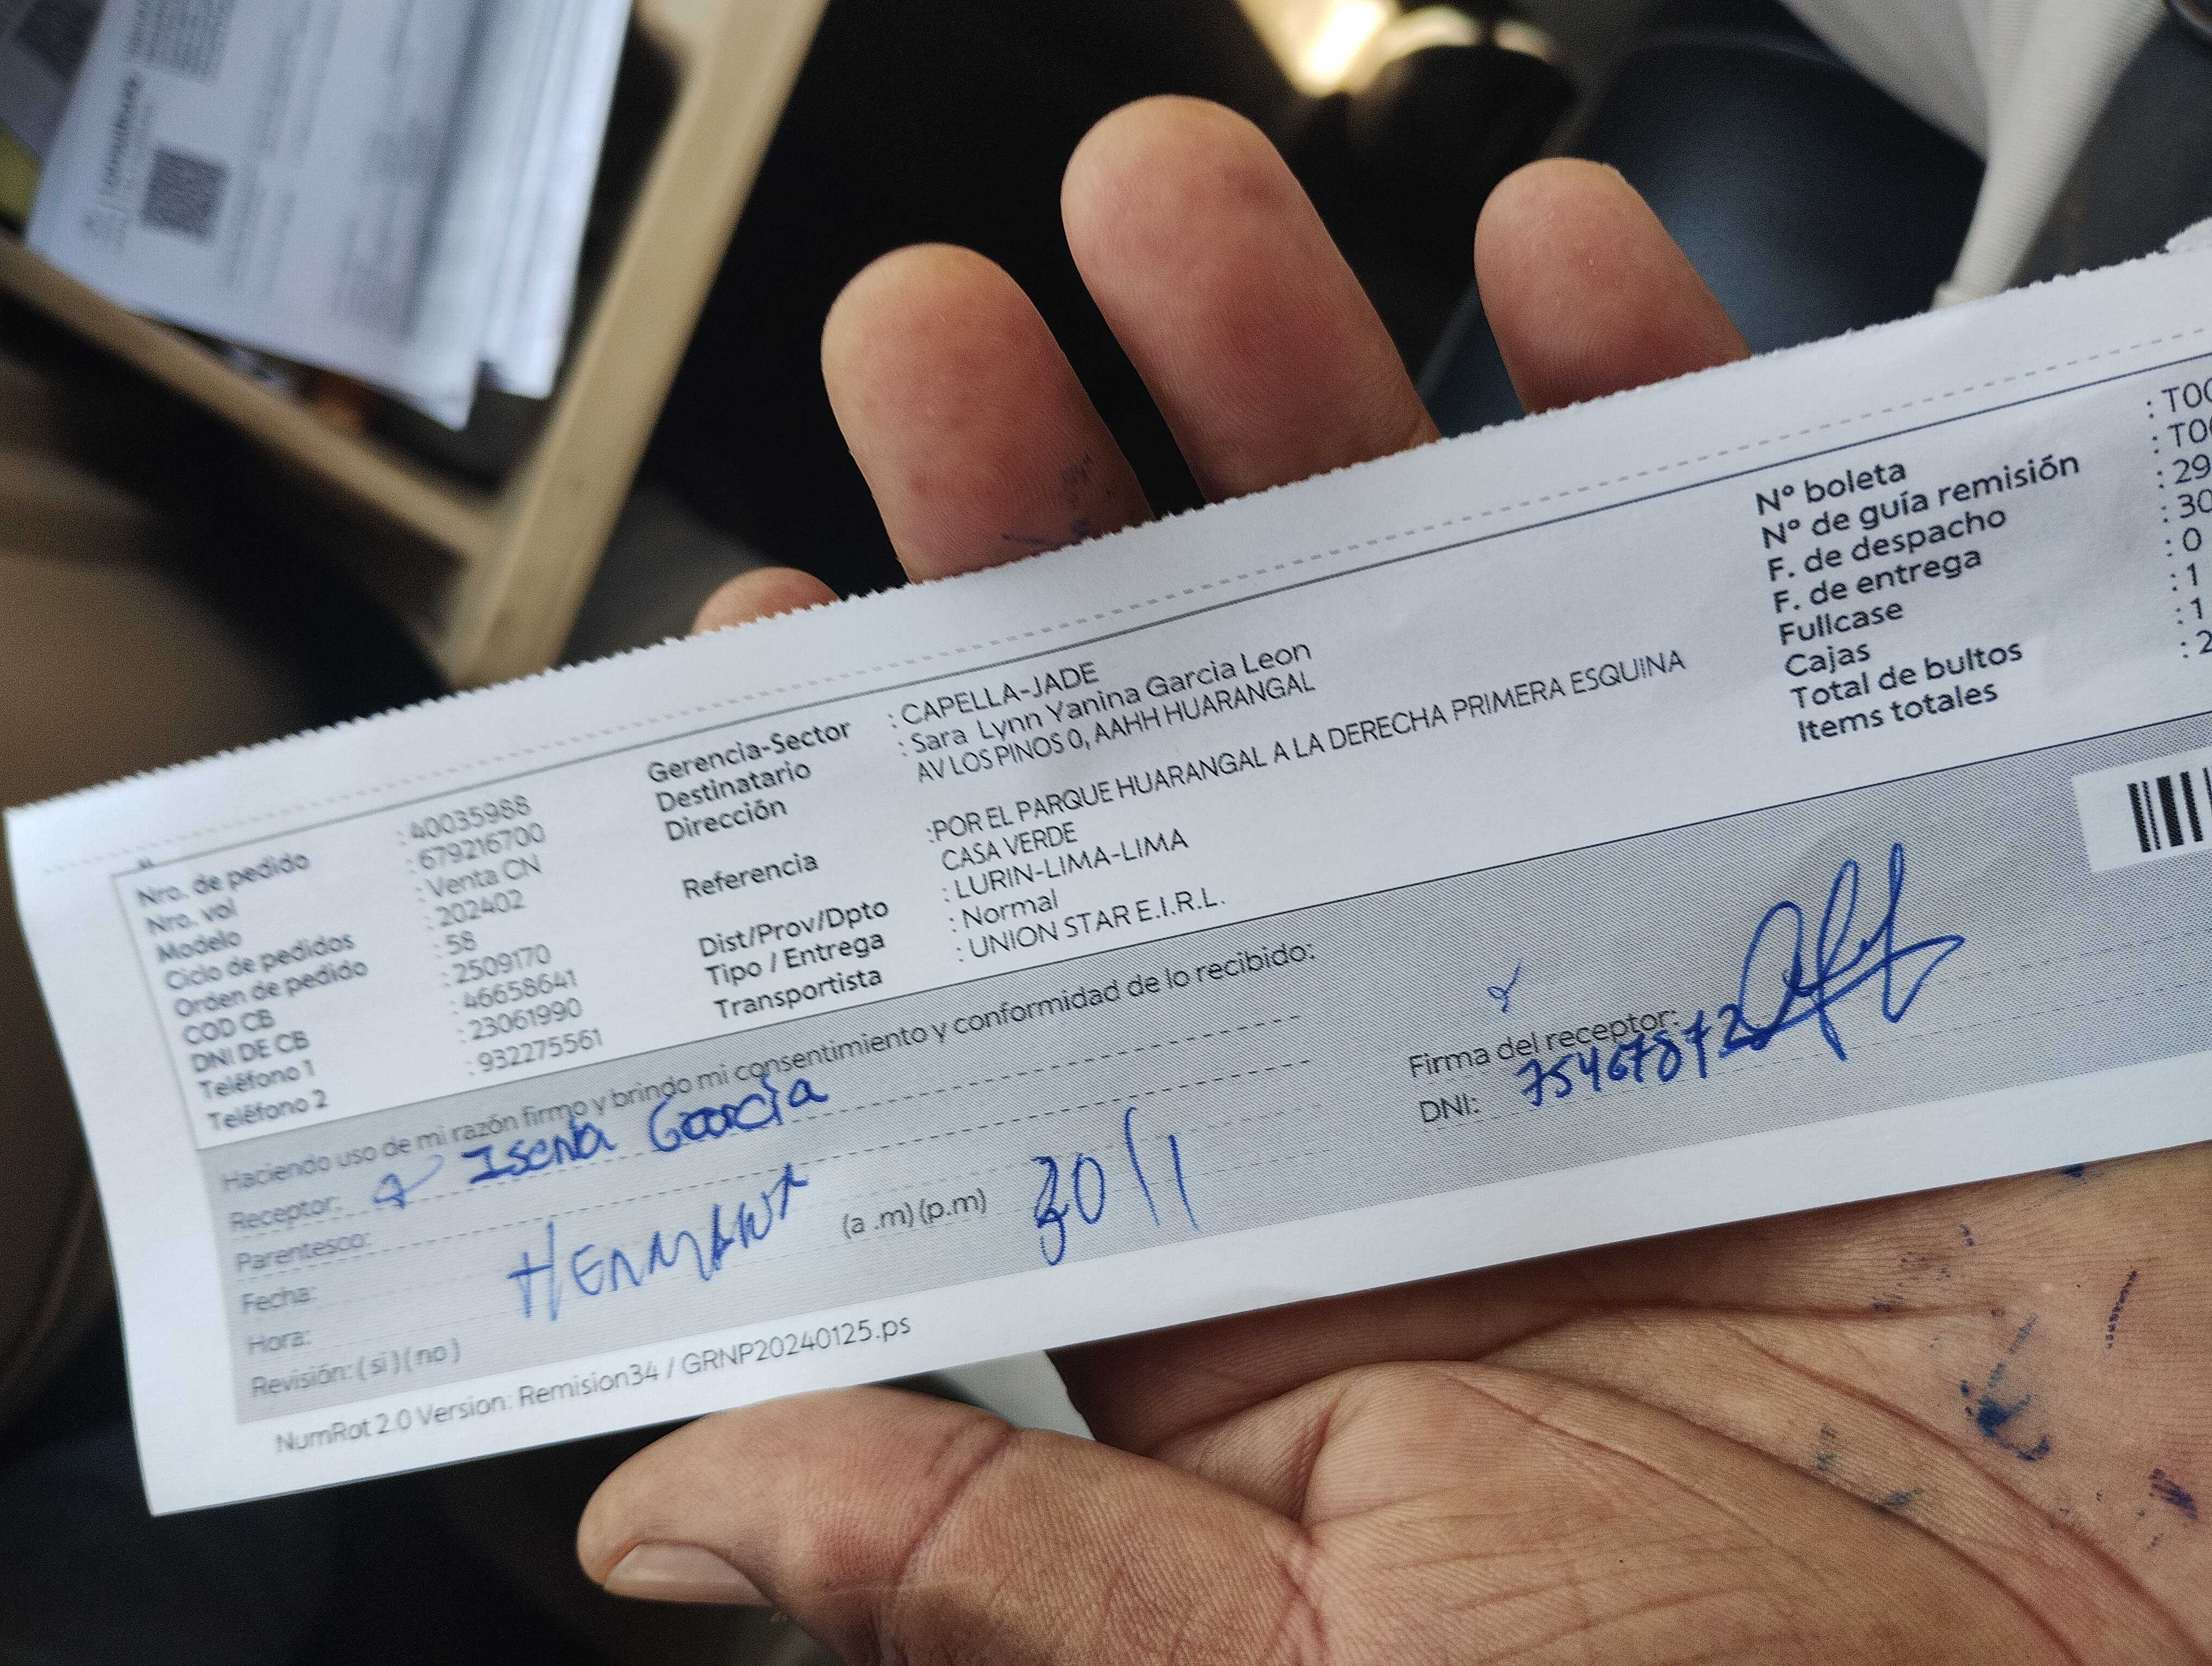 Nro. de pedido : 40035988
Nro. vol : 679216700
Modelo : Venta CN
Ciclo de pedidos : 202402
Orden de pedido : 58
COD CB : 2509170
DNI DE CB : 46658641
Teléfono 1 : 23061990
Teléfono 2 : 932275561
Gerencia-Sector : CAPELLA-JADE
Destinatario : Sara Lynn Yanina Garcia Leon
Dirección AV LOS PINOS 0, AAHH HUARANGAL
Referencia :POR EL PARQUE HUARANGAL A LA DERECHA PRIMERA ESQUINA
CASA VERDE
Dist/Prov/Dpto : LURIN-LIMA-LIMA
Tipo / Entrega : Normal
Transportista : UNION STAR E.I.R.L.
N° boleta : T00
N° de guía remisión : T00
F. de despacho : 29
F. de entrega : 30
Fullcase : 0
Cajas : 1
Total de bultos : 1
Items totales : 2
Haciendo uso de mi razón firmo y brindo mi consentimiento y conformidad de lo recibido:
Receptor: Garcia
Parentesco: HERMANA
Fecha: 30 / 1
Hora: (a .m) (p.m)
Revisión: ( si ) ( no )
Firma del receptor:
DNI: 75467872
NumRot 2.0 Version: Remision34 / GRNP20240125.ps